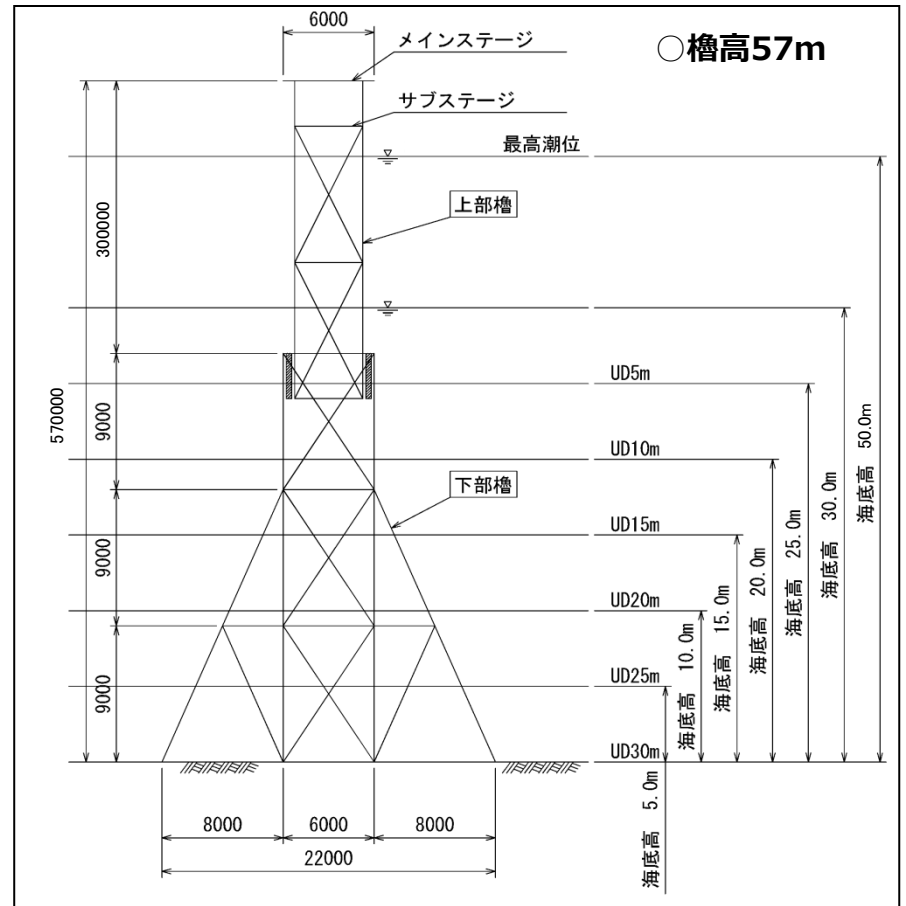 6000
メインステージ
○櫓高57m
サブステージ
最高潮位
上部櫓
300000
UD5m
570000
9000
UD10m
下部櫓
9000
UD15m
UD20m
9000
UD25m
UD30m
海底高 5.0m
海底高 10.0m
海底高 15.0m
海底高 20.0m
海底高 25.0m
海底高 30.0m
海底高 50.0m
8000
6000
8000
22000